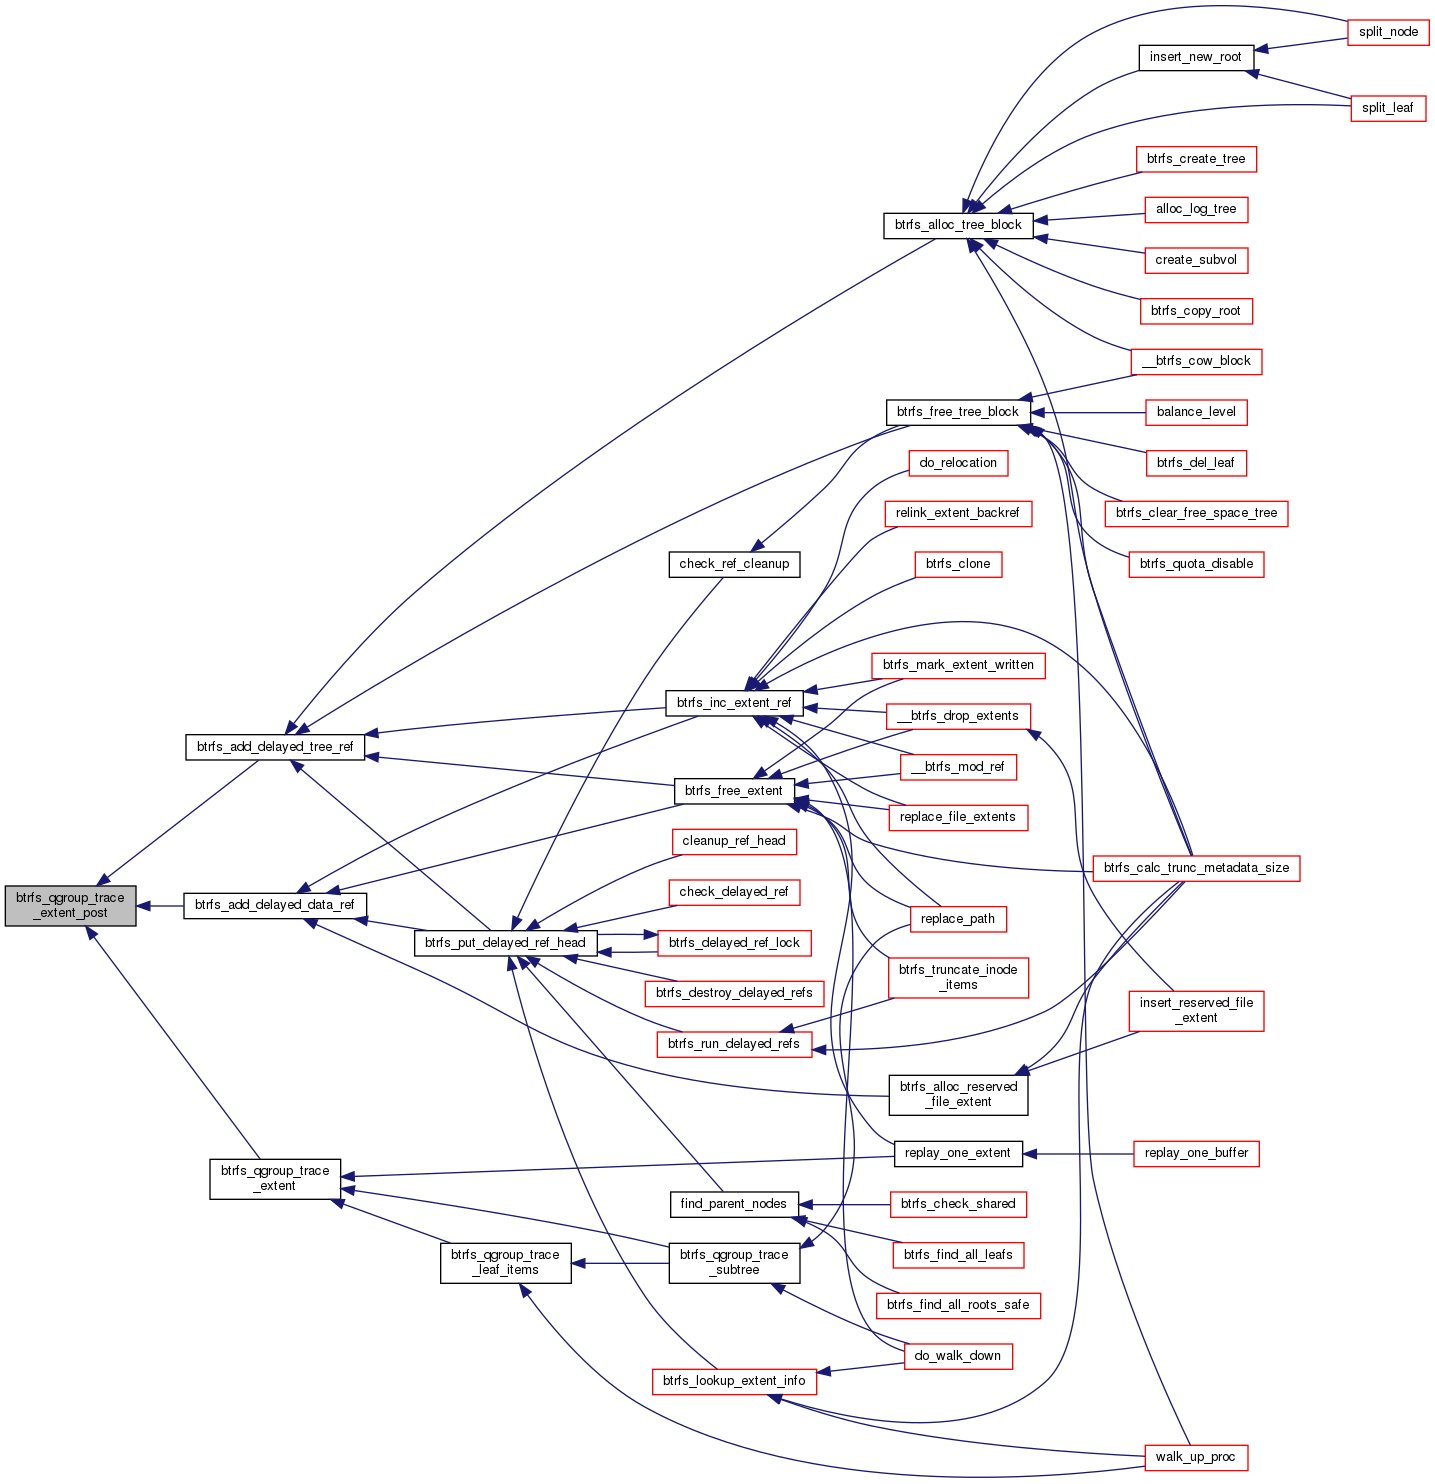 split_node
insert_new_root
split_leaf
btrfs_create_tree
alloc_log_tree
btrfs_alloc_tree_block
create_subvol
btrfs_copy_root
__btrfs_cow_block
btrfs_free_tree_block
balance_level
do_relocation
btrfs_del_leaf
relink_extent_backref
btrfs_clear_free_space_tree
check_ref_cleanup
btrfs_clone
btrfs_quota_disable
btrfs_mark_extent_written
btrfs_inc_extent_ref
__btrfs_drop_extents
btrfs_add_delayed_tree_ref
__btrfs_mod_ref
btrfs_free_extent
replace_file_extents
cleanup_ref_head
btrfs_calc_trunc_metadata_size
check_delayed_ref
btrfs_qgroup_trace
_extent_post
btrfs_add_delayed_data_ref
replace_path
btrfs_put_delayed_ref_head
btrfs_delayed_ref_lock
btrfs_truncate_inode
_items
btrfs_destroy_delayed_refs
insert_reserved_file
_extent
btrfs_run_delayed_refs
btrfs_alloc_reserved
_file_extent
replay_one_extent
replay_one_buffer
btrfs_qgroup_trace
_extent
find_parent_nodes
btrfs_check_shared
btrfs_qgroup_trace
_leaf_items
btrfs_qgroup_trace
_subtree
btrfs_find_all_leafs
btrfs_find_all_roots_safe
do_walk_down
btrfs_lookup_extent_info
walk_up_proc